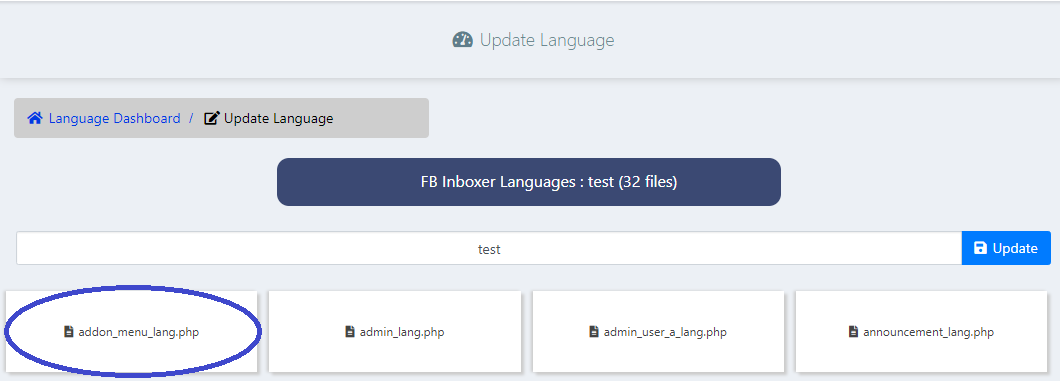 Update Language
Language Dashboard / Update Language
FB Inboxer Languages : test (32 files)
test
Update
addon_menu_lang.php
admin_lang.php
admin_user_a_lang.php
announcement_lang.php